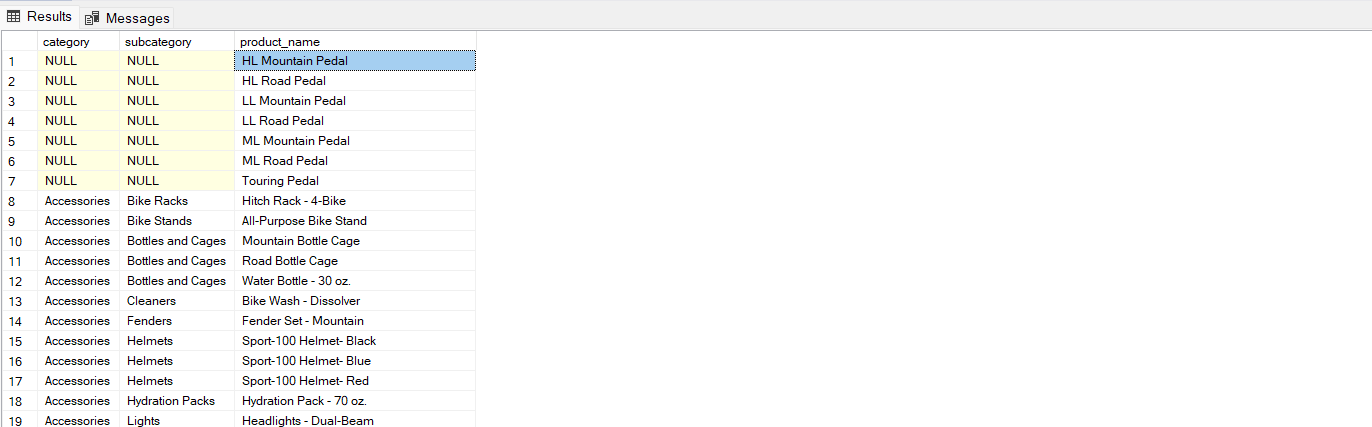 Results Messages
category subcategory product_name
1 NULL NULL HL Mountain Pedal
2 NULL NULL HL Road Pedal
3 NULL NULL LL Mountain Pedal
4 NULL NULL LL Road Pedal
5 NULL NULL ML Mountain Pedal
6 NULL NULL ML Road Pedal
7 NULL NULL Touring Pedal
8 Accessories Bike Racks Hitch Rack - 4-Bike
9 Accessories Bike Stands All-Purpose Bike Stand
10 Accessories Bottles and Cages Mountain Bottle Cage
11 Accessories Bottles and Cages Road Bottle Cage
12 Accessories Bottles and Cages Water Bottle - 30 oz.
13 Accessories Cleaners Bike Wash - Dissolver
14 Accessories Fenders Fender Set - Mountain
15 Accessories Helmets Sport-100 Helmet- Black
16 Accessories Helmets Sport-100 Helmet- Blue
17 Accessories Helmets Sport-100 Helmet- Red
18 Accessories Hydration Packs Hydration Pack - 70 oz.
19 Accessories Lights Headlights - Dual-Beam